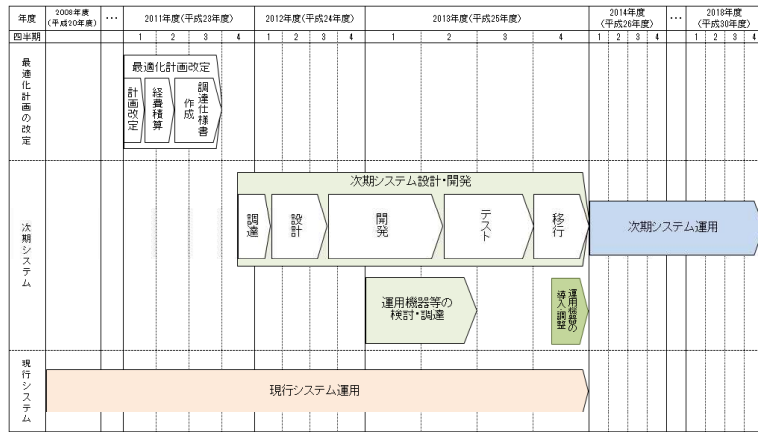 年度
2008年度
(平成20年度)
…
2011年度(平成23年度)
2012年度(平成24年度)
2013年度(平成25年度)
2014年度
(平成26年度)
…
2018年度
(平成30年度)
四半期
1 2 3 4 1 2 3 4 1 2 3 4 1 2 3 4 1 2 3 4
最適化計画の改定
最適化計画改定
計画改定
経費積算
調達仕様書
作成
次期システム
次期システム設計・開発
調達
設計
開発
テスト
移行
次期システム運用
運用機器等の
検討・調達
運用機器の
導入・調整
現行システム
現行システム運用